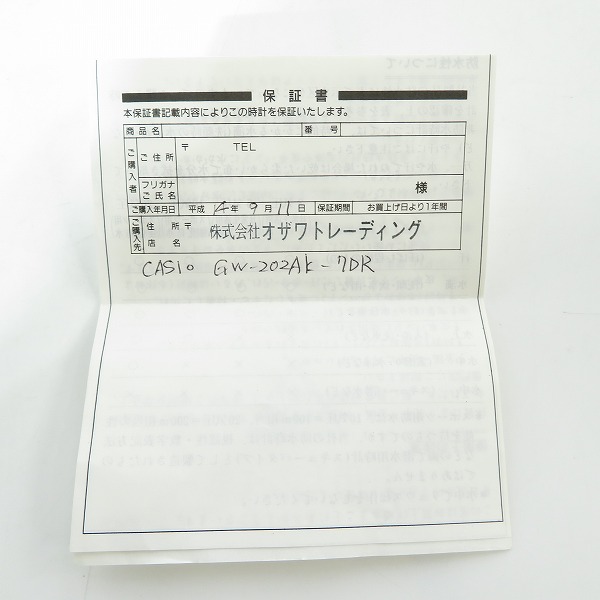 保証書
本保証書記載内容によりこの時計を保証いたします。
商品名 番号
ご購入者 ご住所 〒 TEL
フリガナ
ご氏名 様
ご購入年月日 平成 14年 9月 11日 保証期間 お買上げ日より1年間
ご購入先 住所 〒
店名 株式会社オザワトレーディング
CASIO GW-202AK-7DR